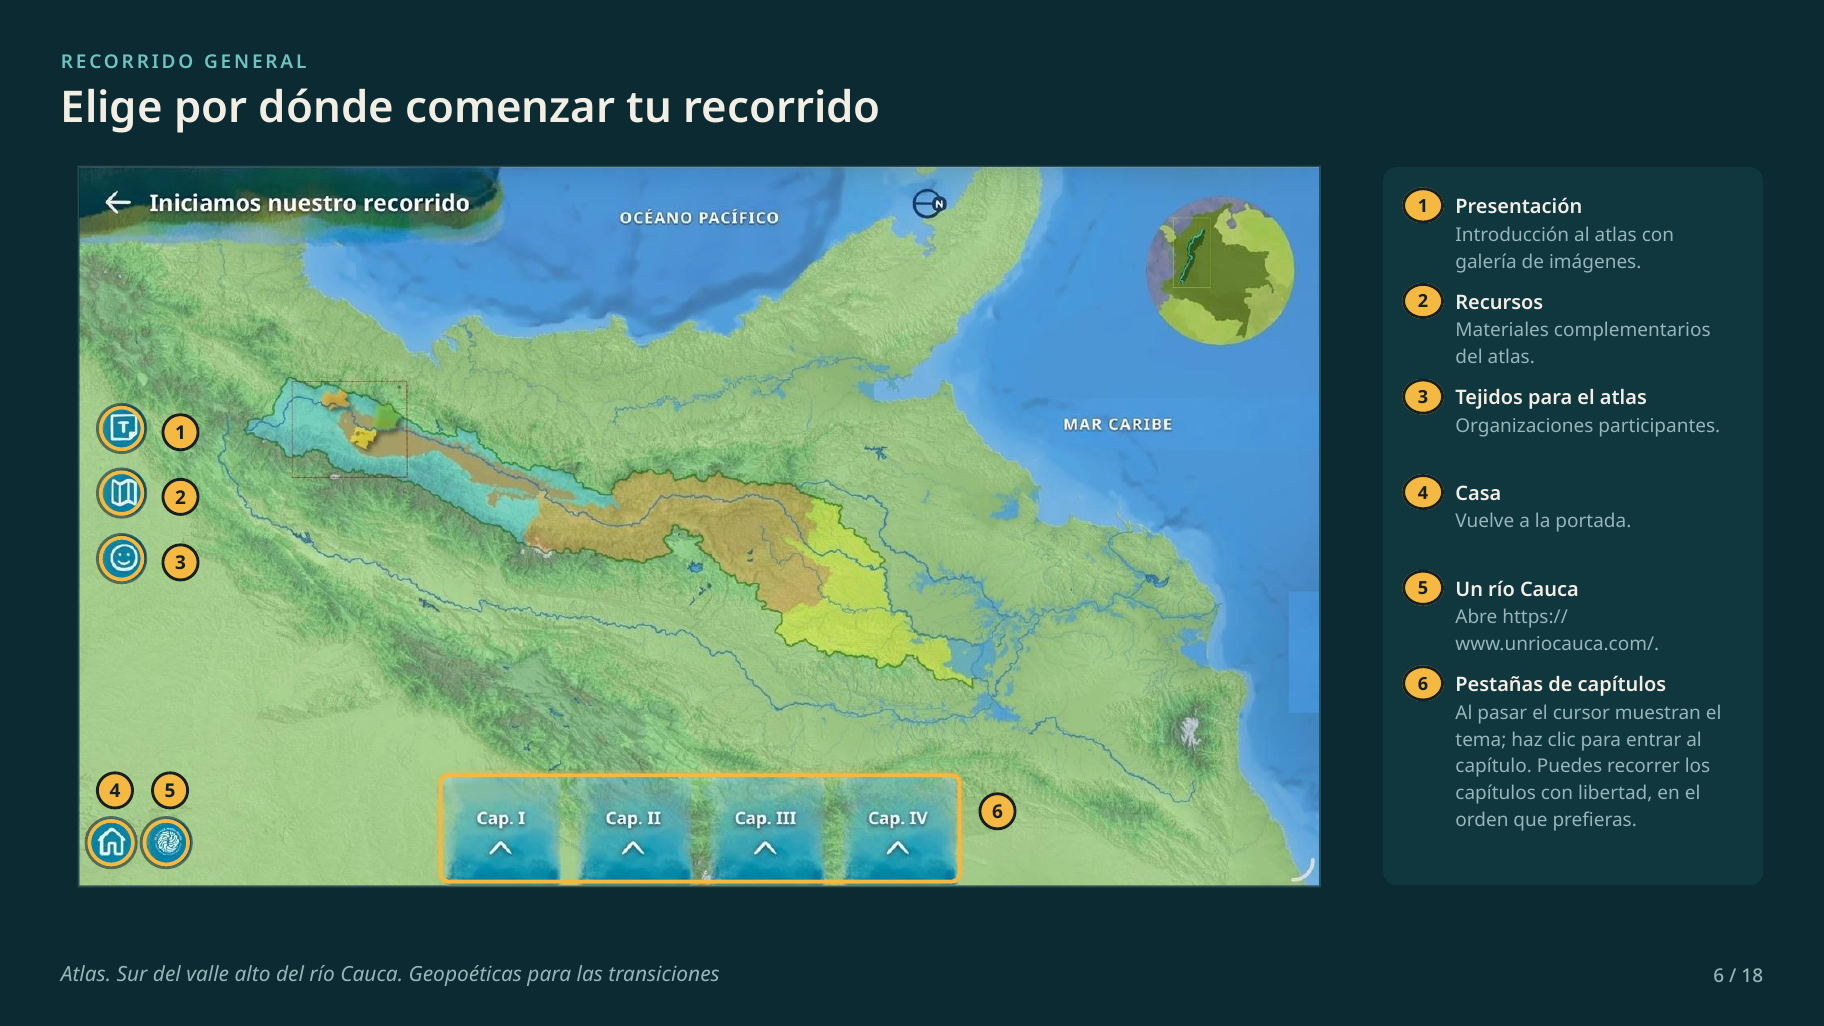 RECORRIDO GENERAL
Elige por dónde comenzar tu recorrido
Iniciamos nuestro recorrido
OCÉANO PACÍFICO
N
MAR CARIBE
T
1
2
3
4
5
Cap. I
Cap. II
Cap. III
Cap. IV
6
1
Presentación
Introducción al atlas con
galería de imágenes.
2
Recursos
Materiales complementarios
del atlas.
3
Tejidos para el atlas
Organizaciones participantes.
4
Casa
Vuelve a la portada.
5
Un río Cauca
Abre https://
www.unriocauca.com/.
6
Pestañas de capítulos
Al pasar el cursor muestran el
tema; haz clic para entrar al
capítulo. Puedes recorrer los
capítulos con libertad, en el
orden que prefieras.
Atlas. Sur del valle alto del río Cauca. Geopoéticas para las transiciones
6 / 18